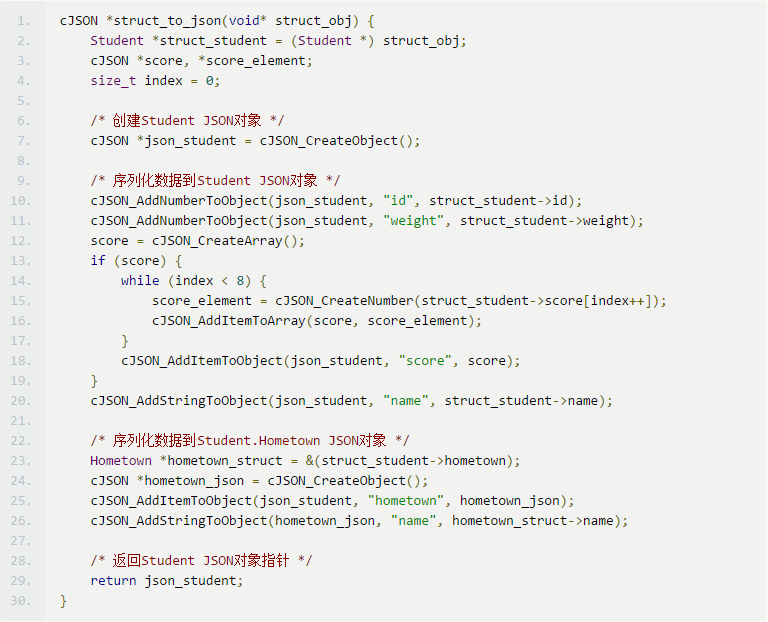 1. cJSON *struct_to_json(void* struct_obj) {
2.     Student *struct_student = (Student *) struct_obj;
3.     cJSON *score, *score_element;
4.     size_t index = 0;
5.
6.     /* 创建Student JSON对象 */
7.     cJSON *json_student = cJSON_CreateObject();
8.
9.     /* 序列化数据到Student JSON对象 */
10.     cJSON_AddNumberToObject(json_student, "id", struct_student->id);
11.     cJSON_AddNumberToObject(json_student, "weight", struct_student->weight);
12.     score = cJSON_CreateArray();
13.     if (score) {
14.         while (index < 8) {
15.             score_element = cJSON_CreateNumber(struct_student->score[index++]);
16.             cJSON_AddItemToArray(score, score_element);
17.         }
18.         cJSON_AddItemToObject(json_student, "score", score);
19.     }
20.     cJSON_AddStringToObject(json_student, "name", struct_student->name);
21.
22.     /* 序列化数据到Student.Hometown JSON对象 */
23.     Hometown *hometown_struct = &(struct_student->hometown);
24.     cJSON *hometown_json = cJSON_CreateObject();
25.     cJSON_AddItemToObject(json_student, "hometown", hometown_json);
26.     cJSON_AddStringToObject(hometown_json, "name", hometown_struct->name);
27.
28.     /* 返回Student JSON对象指针 */
29.     return json_student;
30. }